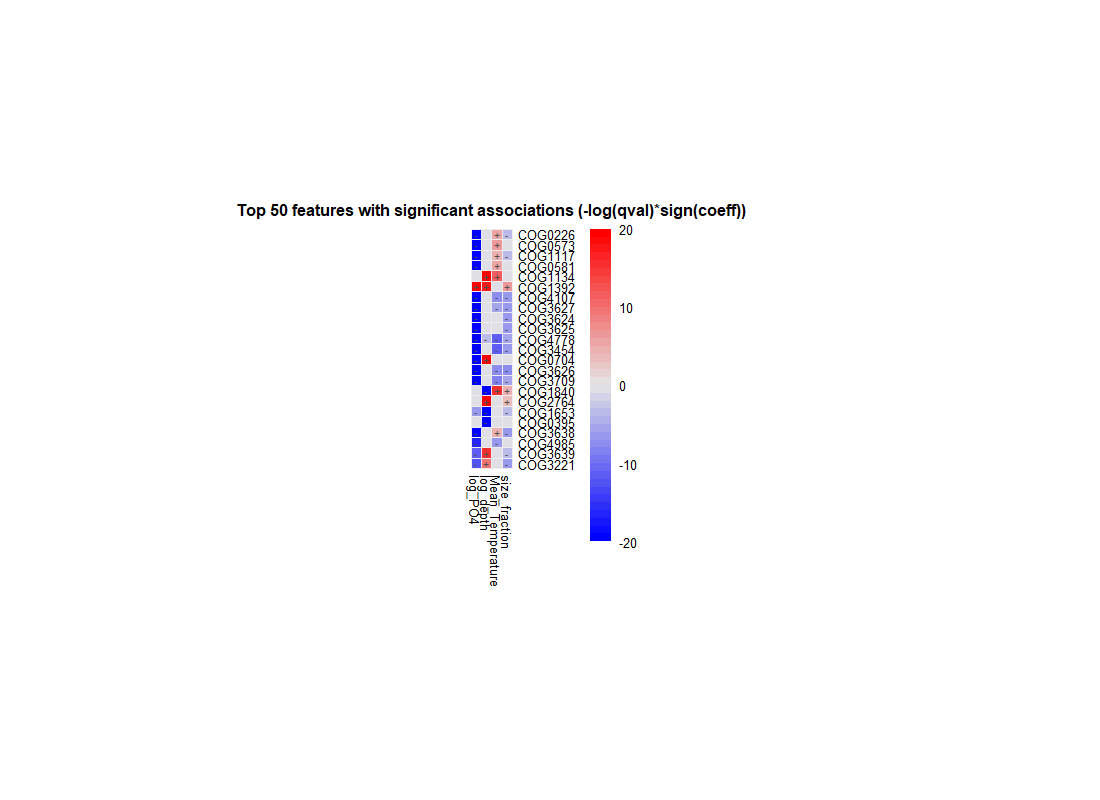 Top 50 features with significant associations (-log(qval)*sign(coeff))
- + - COG0226
- + COG0573
- + - COG1117
- + COG0581
+ + COG1134
+ + + COG1392
- - - COG4107
- - - COG3627
- - COG3624
- - COG3625
- - - - COG4778
- - - COG3454
- + COG0704
- - - COG3626
- - - COG3709
- + + COG1840
+ + COG2764
- - - COG1653
- COG0395
- + - COG3638
- - COG4985
- + - COG3639
- + - COG3221
20
10
0
-10
-20
log_PO4
log_depth
Mean_Temperature
size_fraction